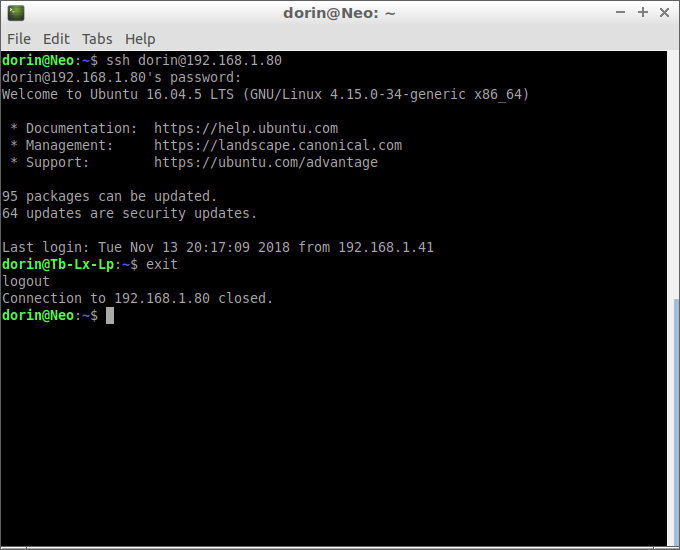 dorin@Neo: ~
File Edit Tabs Help
dorin@Neo:~$ ssh dorin@192.168.1.80
dorin@192.168.1.80's password:
Welcome to Ubuntu 16.04.5 LTS (GNU/Linux 4.15.0-34-generic x86_64)
* Documentation:  https://help.ubuntu.com
* Management:     https://landscape.canonical.com
* Support:        https://ubuntu.com/advantage
95 packages can be updated.
64 updates are security updates.
Last login: Tue Nov 13 20:17:09 2018 from 192.168.1.41
dorin@Tb-Lx-Lp:~$ exit
logout
Connection to 192.168.1.80 closed.
dorin@Neo:~$